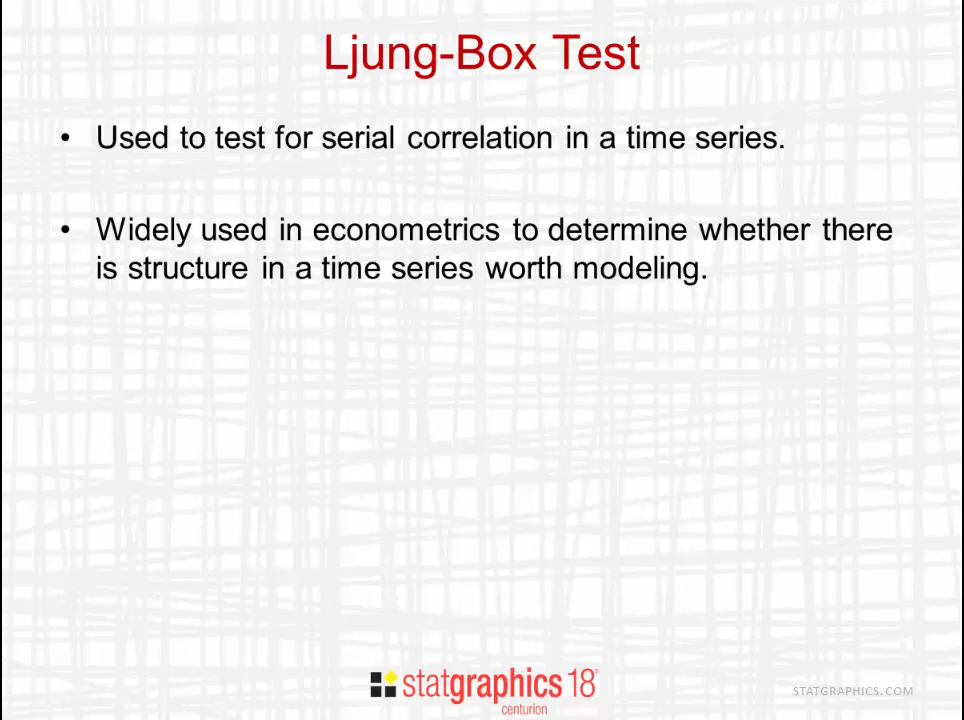 Ljung-Box Test
• Used to test for serial correlation in a time series.
• Widely used in econometrics to determine whether there
is structure in a time series worth modeling.
statgraphics 18®
centurion
STATGRAPHICS.COM